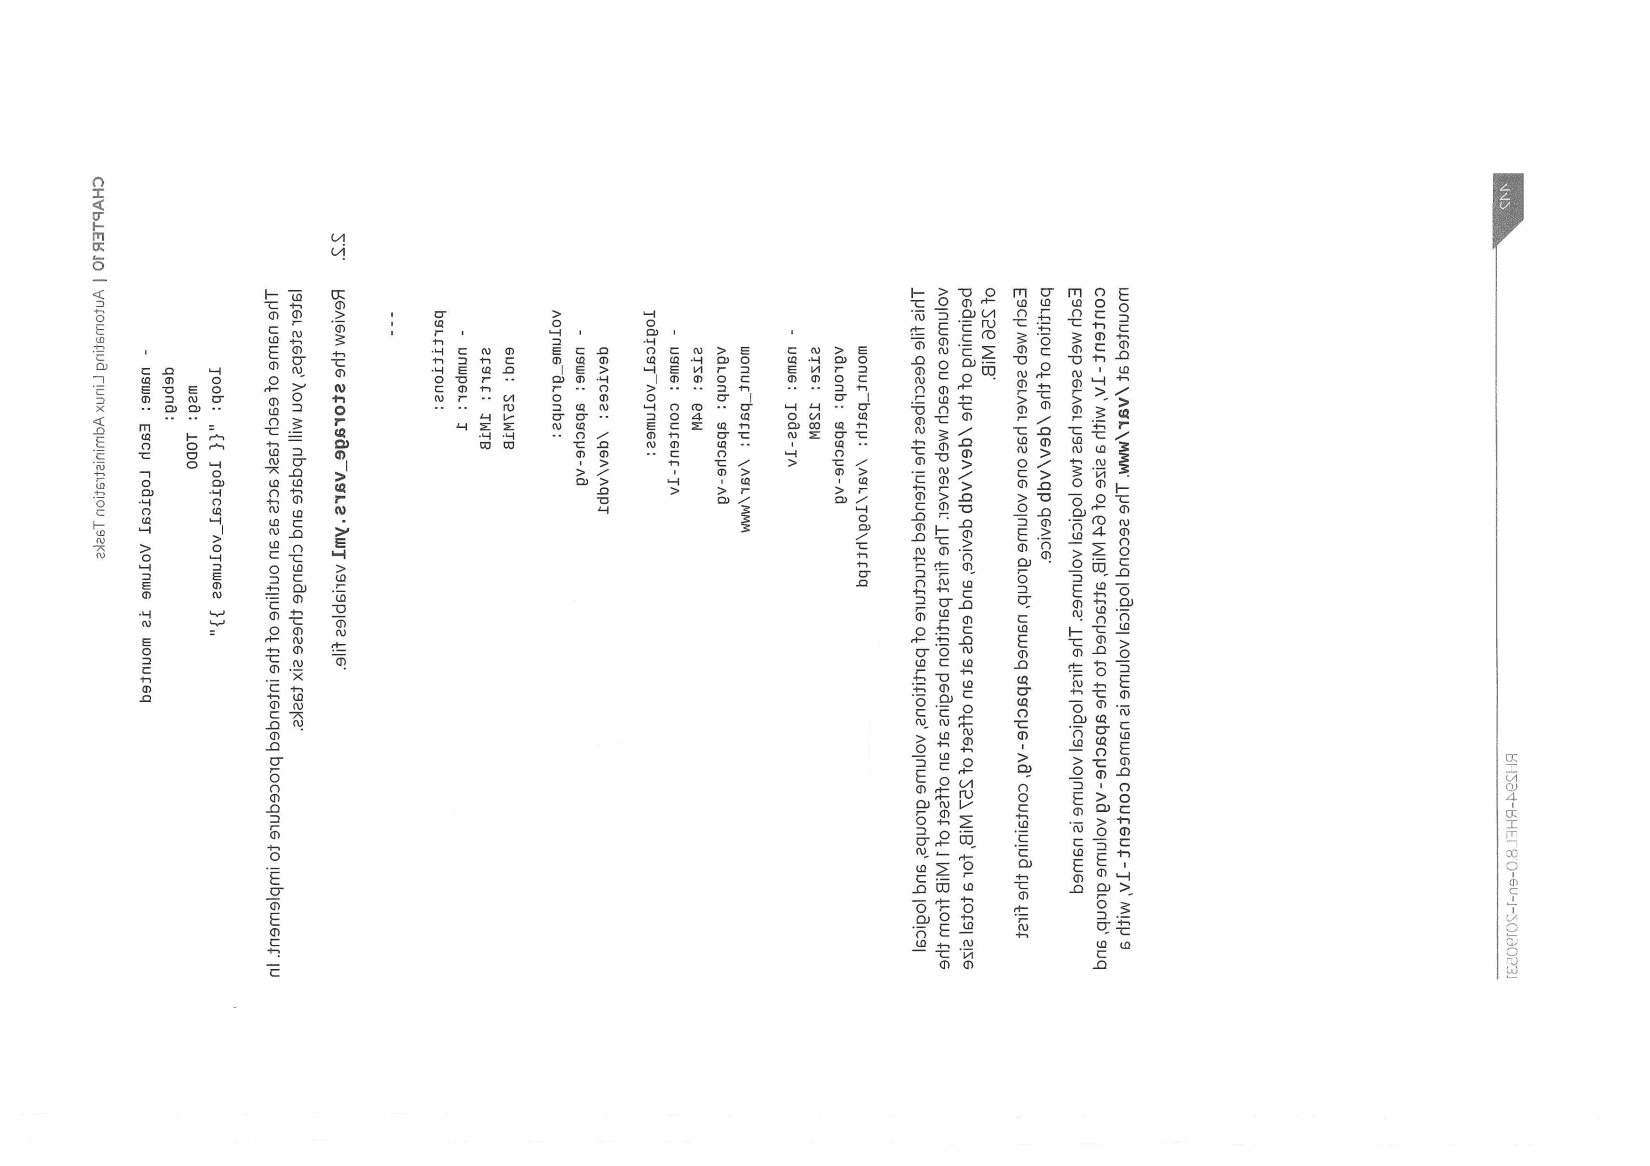 CHAPTER 10 | Automating Linux Administration Tasks
- name: Each Logical Volume is mounted
debug:
msg: TODO
loop: "{{ logical_volumes }}"
The name of each task acts as an outline of the intended procedure to implement. In
later steps, you will update and change these six tasks.
2.2. Review the storage_vars.yml variables file.
---
partitions:
- number: 1
start: 1MiB
end: 257MiB
volume_groups:
- name: apache-vg
devices: /dev/vdb1
logical_volumes:
- name: content-lv
size: 64M
vgroup: apache-vg
mount_path: /var/www
- name: logs-lv
size: 128M
vgroup: apache-vg
mount_path: /var/log/httpd
This file describes the intended structure of partitions, volume groups, and logical
volumes on each web server. The first partition begins at an offset of 1 MiB from the
beginning of the /dev/vdb device, and ends at an offset of 257 MiB, for a total size
of 256 MiB.
Each web server has one volume group, named apache-vg, containing the first
partition of the /dev/vdb device.
Each web server has two logical volumes. The first logical volume is named
content-lv, with a size of 64 MiB, attached to the apache-vg volume group, and
mounted at /var/www. The second logical volume is named content-lv, with a
RH294-RHEL8.0-en-1-20190531